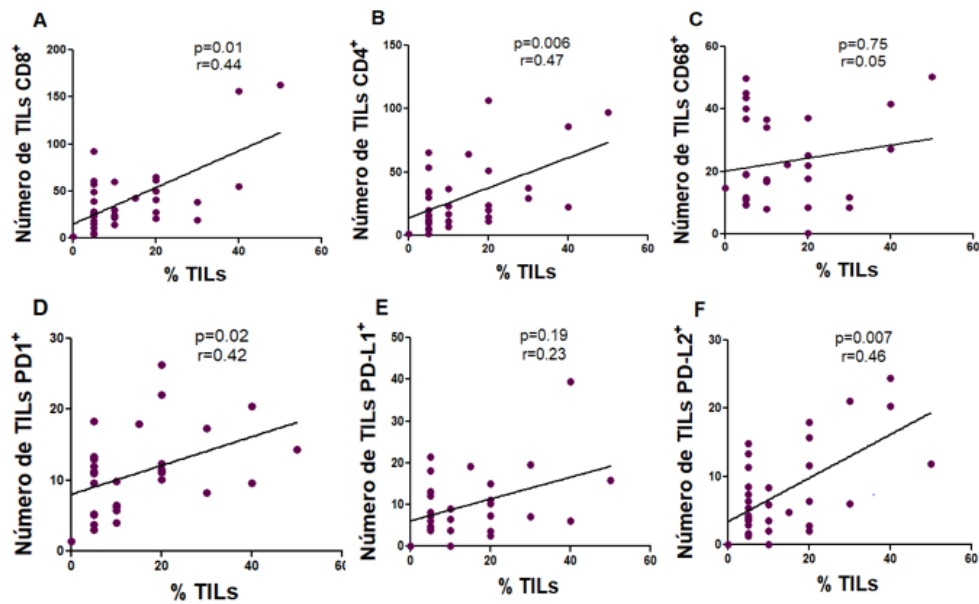 A
p=0.01
r=0.44
Número de TILs CD8+
200
150
100
50
0
0 20 40 60
% TILs
B
p=0.006
r=0.47
Número de TILs CD4+
150
100
50
0
0 20 40 60
% TILs
C
p=0.75
r=0.05
Número de TILs CD68+
60
40
20
0
0 20 40 60
% TILs
D
p=0.02
r=0.42
Número de TILs PD1+
30
20
10
0
0 20 40 60
% TILs
E
p=0.19
r=0.23
Número de TILs PD-L1+
50
40
30
20
10
0
0 20 40 60
% TILs
F
p=0.007
r=0.46
Número de TILs PD-L2+
30
20
10
0
0 20 40 60
% TILs